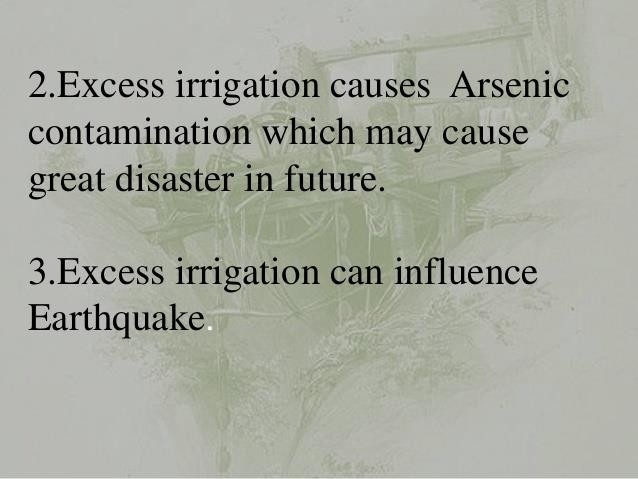 2.Excess irrigation causes  Arsenic
contamination which may cause
great disaster in future.
3.Excess irrigation can influence
Earthquake.